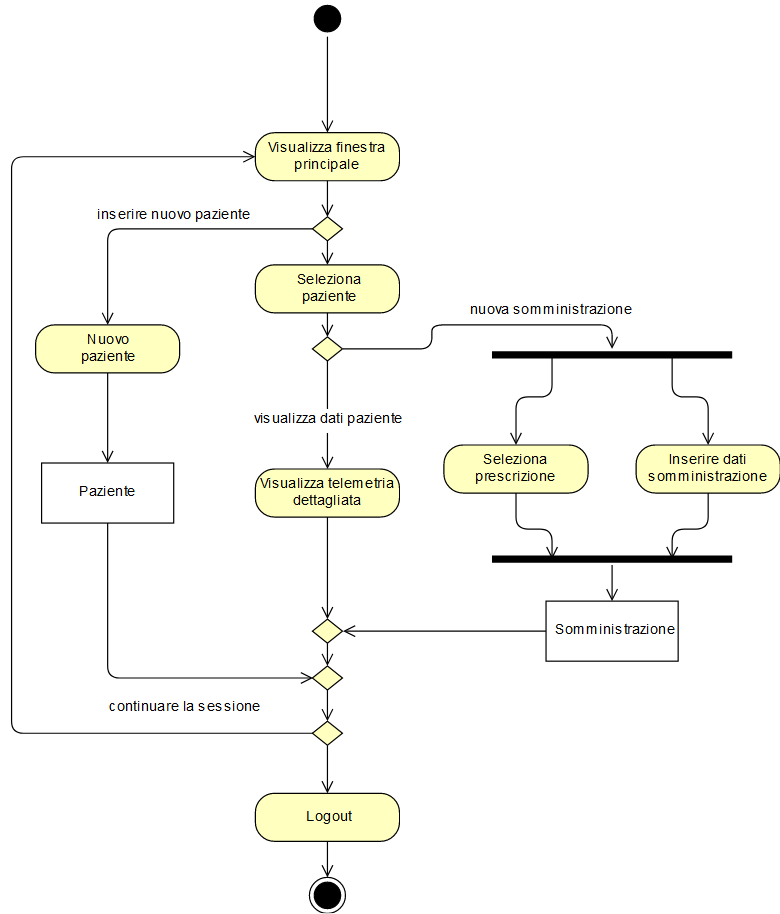 Visualizza finestra
principale
inserire nuovo paziente
Seleziona
paziente
nuova somministrazione
Nuovo
paziente
visualizza dati paziente
Seleziona
prescrizione
Inserire dati
somministrazione
Visualizza telemetria
dettagliata
Paziente
Somministrazione
continuare la sessione
Logout